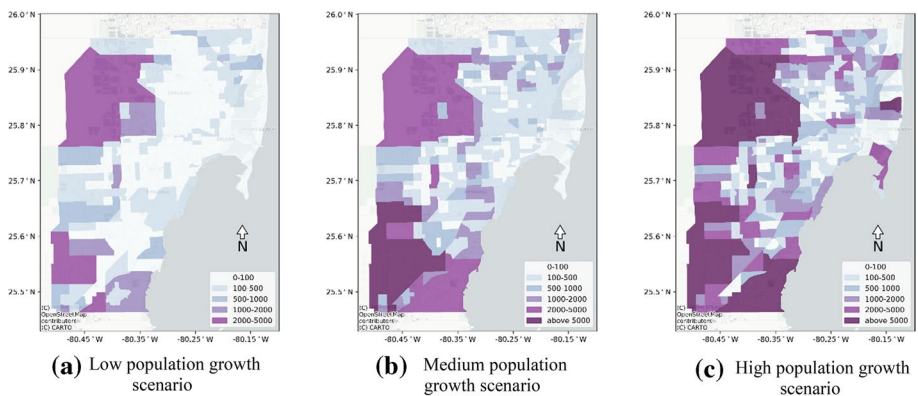 26.0° N
25.9° N
25.8° N
25.7° N
25.6° N
25.5° N
-80.45° W -80.35° W -80.25° W -80.15° W
N
0-100
100 500
500-1000
1000-2000
2000-5000
(C)
OpenStreetMap
contributors
(C) CARTO
(a) Low population growth
scenario
26.0° N
25.9° N
25.8° N
25.7° N
25.6° N
25.5° N
-80.45° W -80.35° W -80.25° W -80.15° W
N
0-100
100-500
500-1000
1000-2000
2000-5000
above 5000
(C)
OpenStreetMap
contributors
(C) CARTO
(b) Medium population
growth scenario
26.0° N
25.9° N
25.8° N
25.7° N
25.6° N
25.5° N
-80.45° W -80.35° W -80.25° W -80.15° W
N
0-100
100-500
500 1000
1000-2000
2000-5000
above 5000
(C)
OpenStreetMap
contributors
(C) CARTO
(c) High population growth
scenario